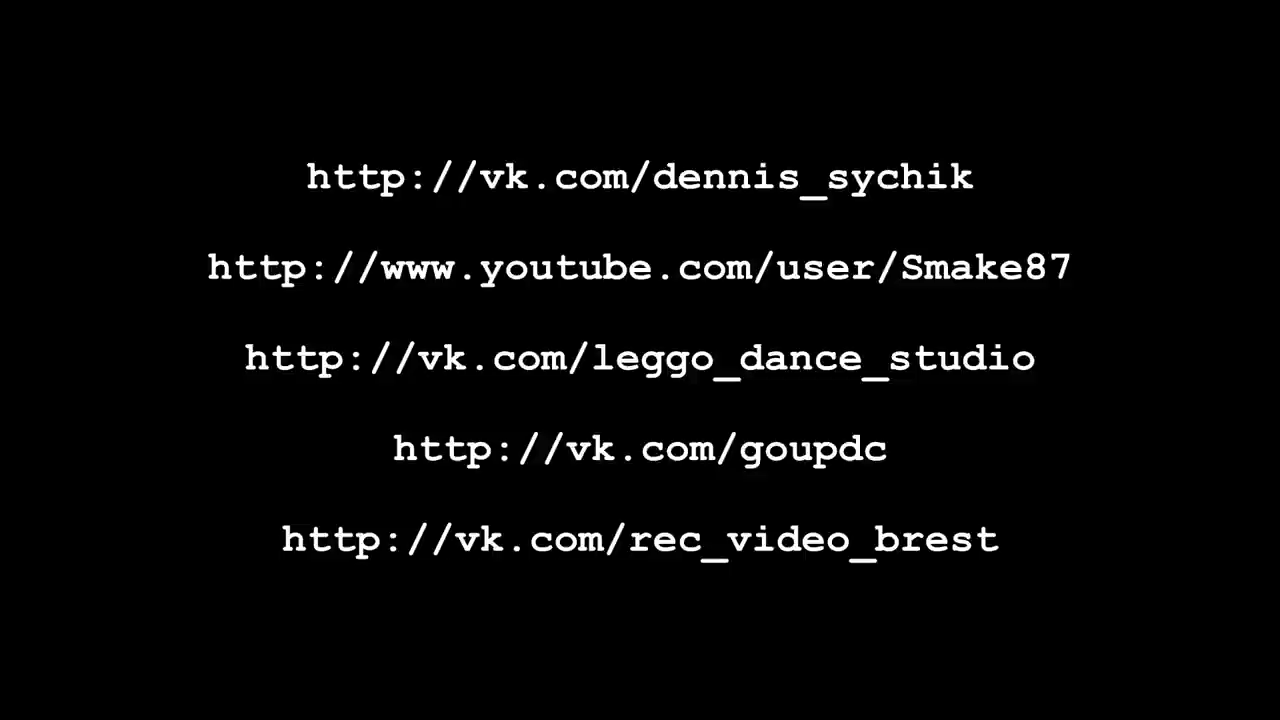 http://vk.com/dennis_sychik
http://www.youtube.com/user/Smake87
http://vk.com/leggo_dance_studio
http://vk.com/goupdc
http://vk.com/rec_video_brest